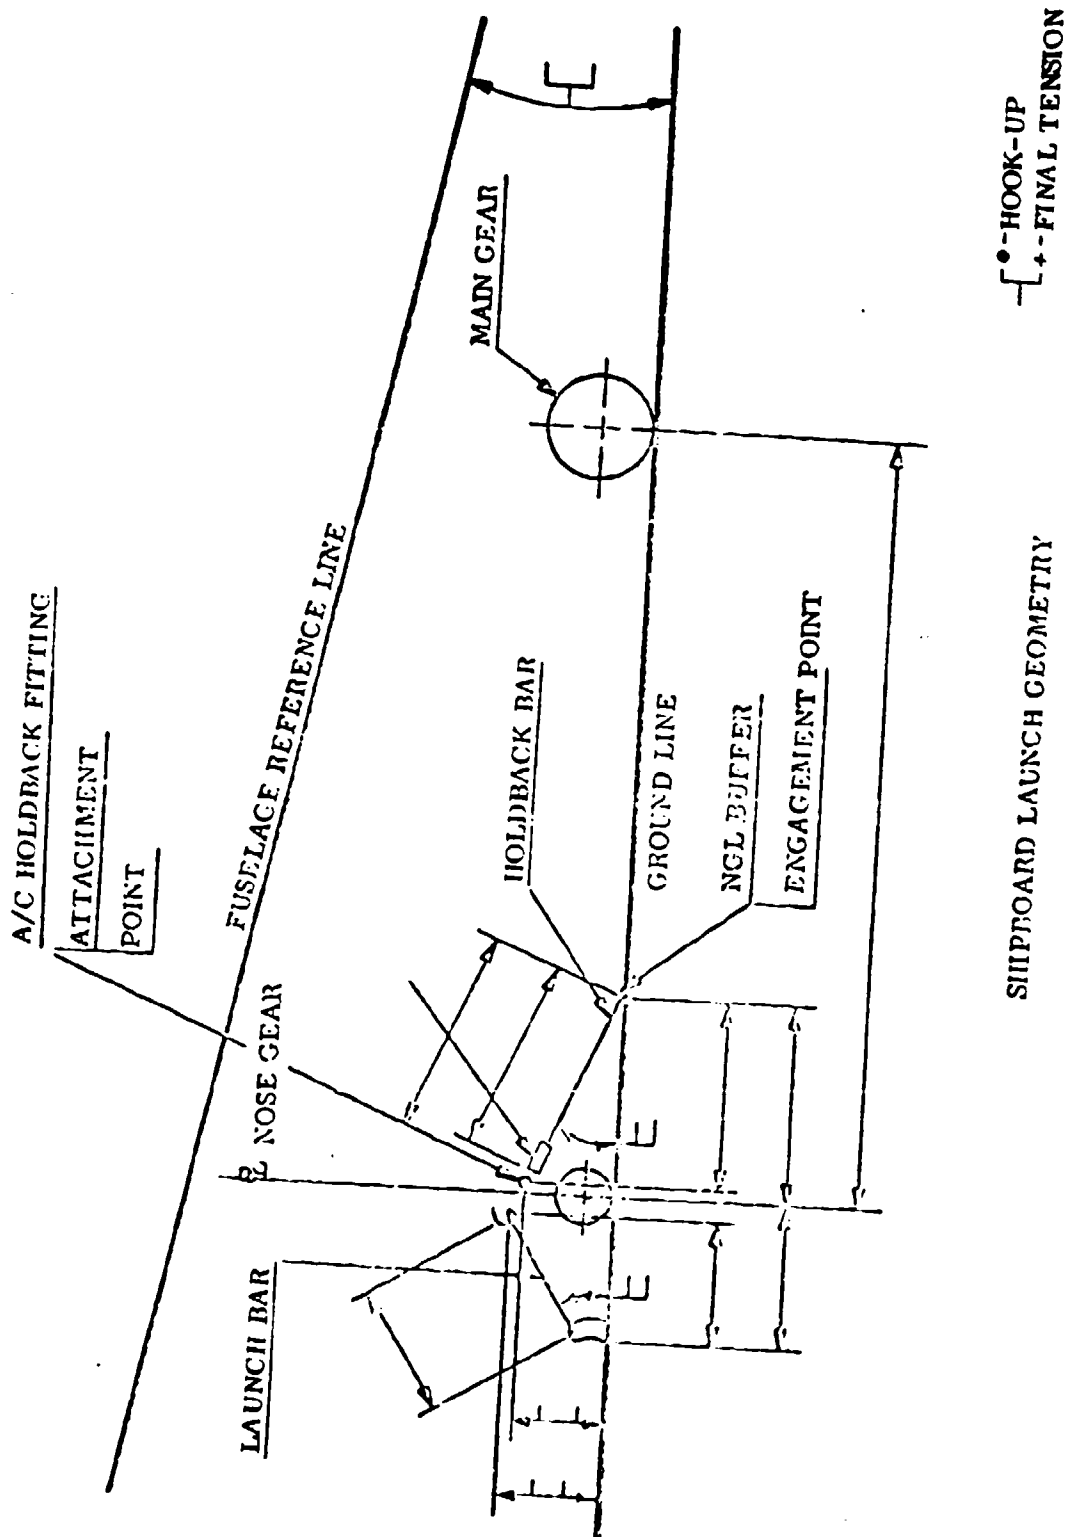 A/C HOLDBACK FITTING
ATTACHMENT
POINT
FUSELAGE REFERENCE LINE
MAIN GEAR
℄ NOSE GEAR
LAUNCH BAR
HOLDBACK BAR
GROUND LINE
NGL BUFFER
ENGAGEMENT POINT
•-HOOK-UP
+-FINAL TENSION
SHIPBOARD LAUNCH GEOMETRY